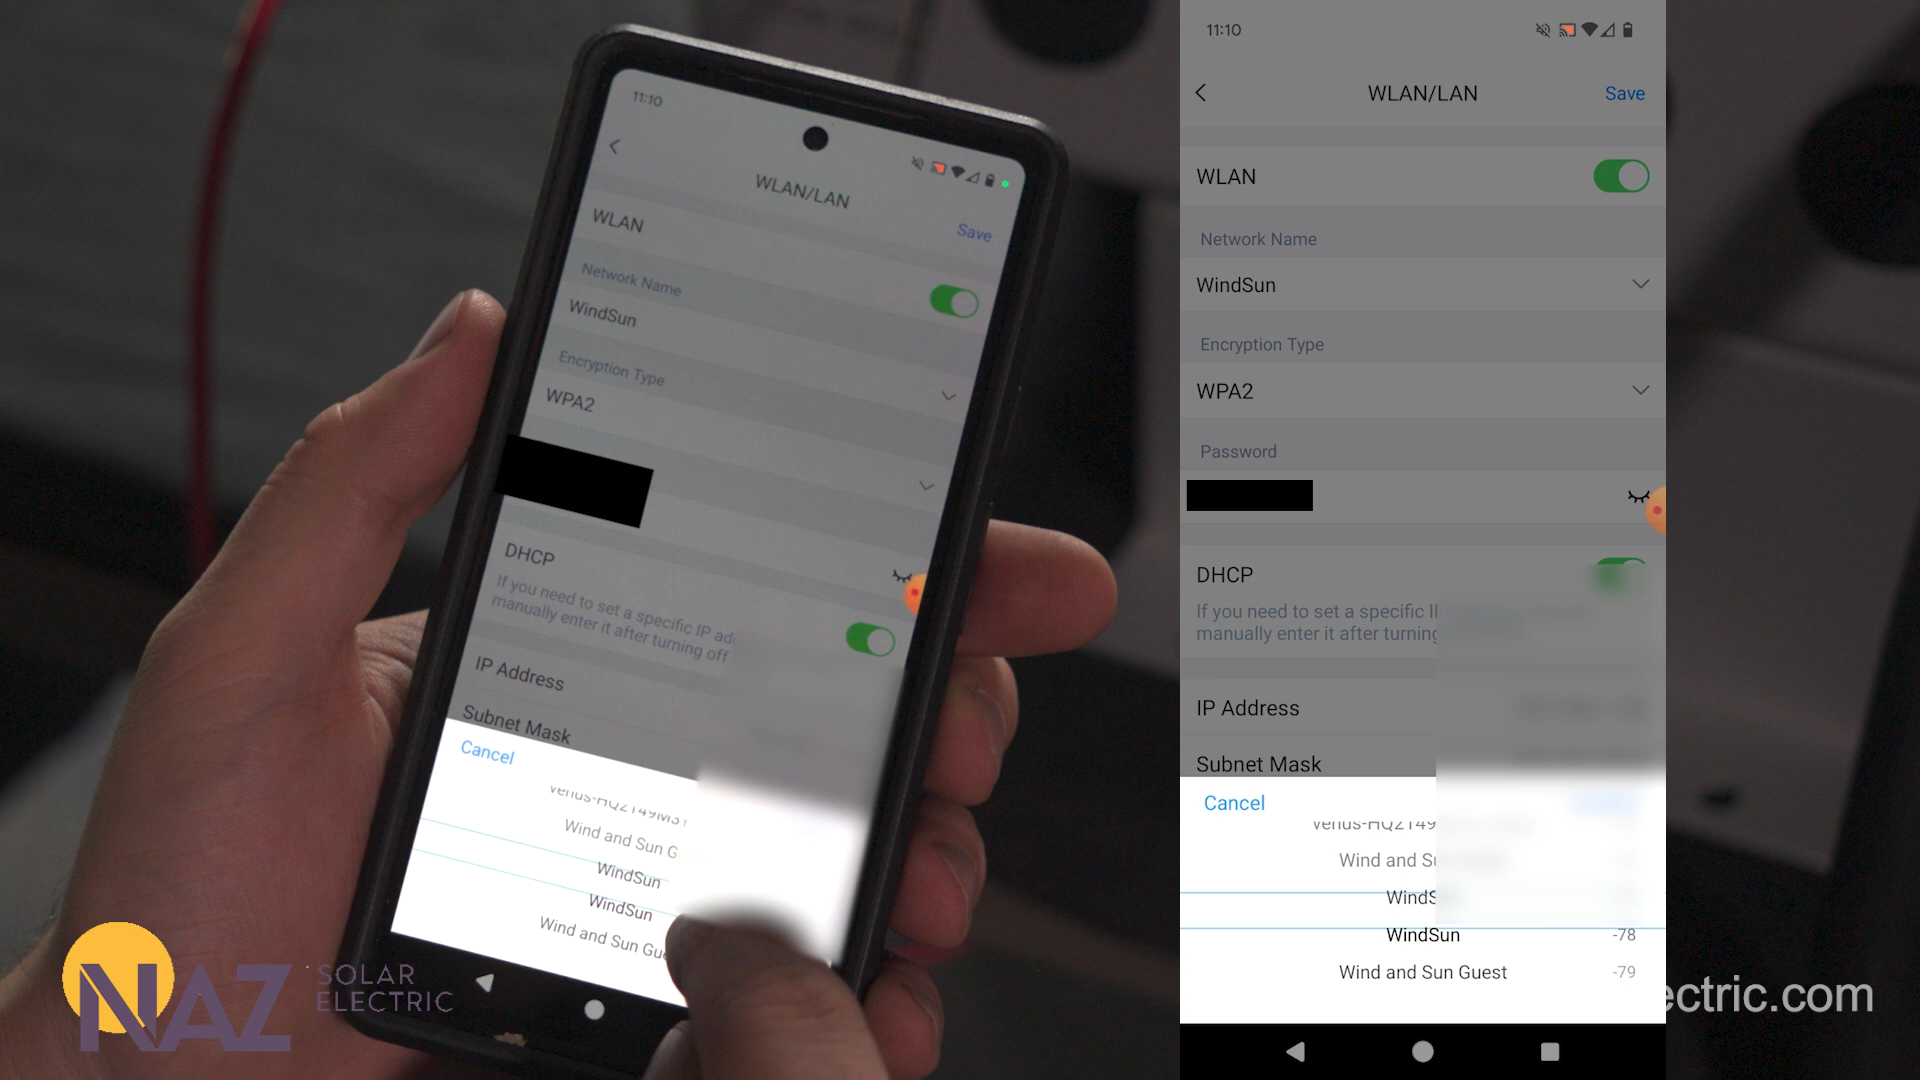 11:10
WLAN/LAN
Save
WLAN
Network Name
WindSun
Encryption Type
WPA2
DHCP
If you need to set a specific IP ad
manually enter it after turning off
IP Address
Subnet Mask
Cancel
Wind and Sun G
WindSun
WindSun
Wind and Sun Gue
NAZ
SOLAR
ELECTRIC
11:10
WLAN/LAN
Save
WLAN
Network Name
WindSun
Encryption Type
WPA2
Password
DHCP
If you need to set a specific I
manually enter it after turning
IP Address
Subnet Mask
Cancel
Venus-HQ2149
Wind and Su
WindS
WindSun -78
Wind and Sun Guest -79
ectric.com